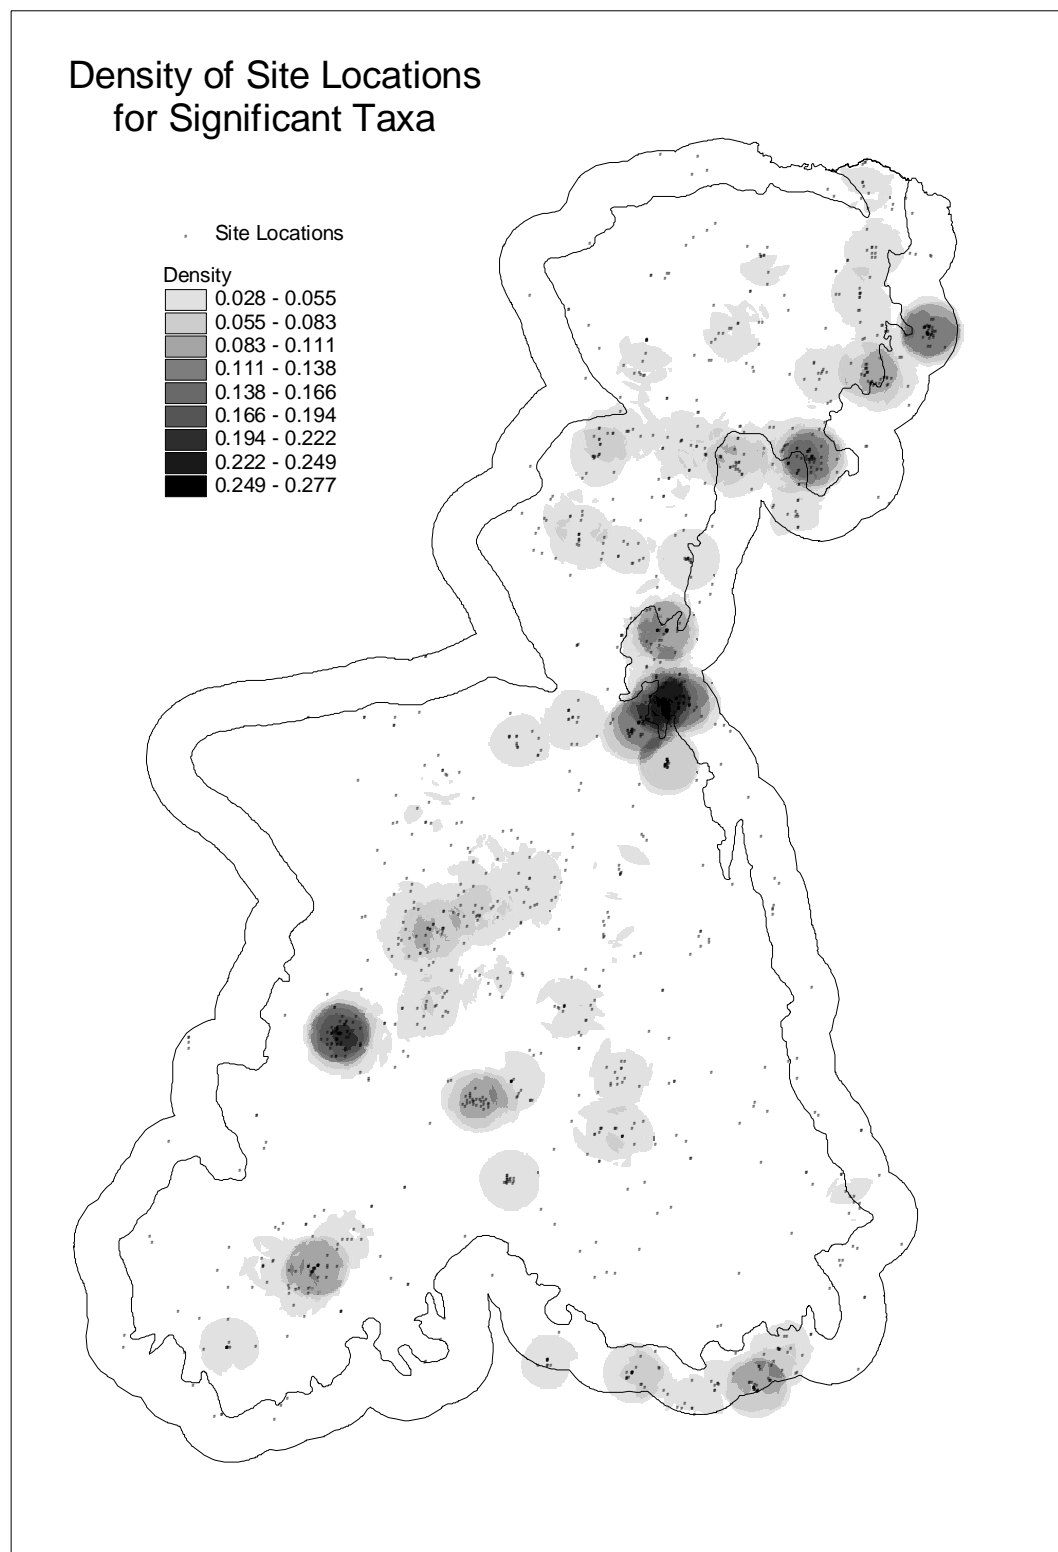 Density of Site Locations
for Significant Taxa
Site Locations
Density
0.028 - 0.055
0.055 - 0.083
0.083 - 0.111
0.111 - 0.138
0.138 - 0.166
0.166 - 0.194
0.194 - 0.222
0.222 - 0.249
0.249 - 0.277